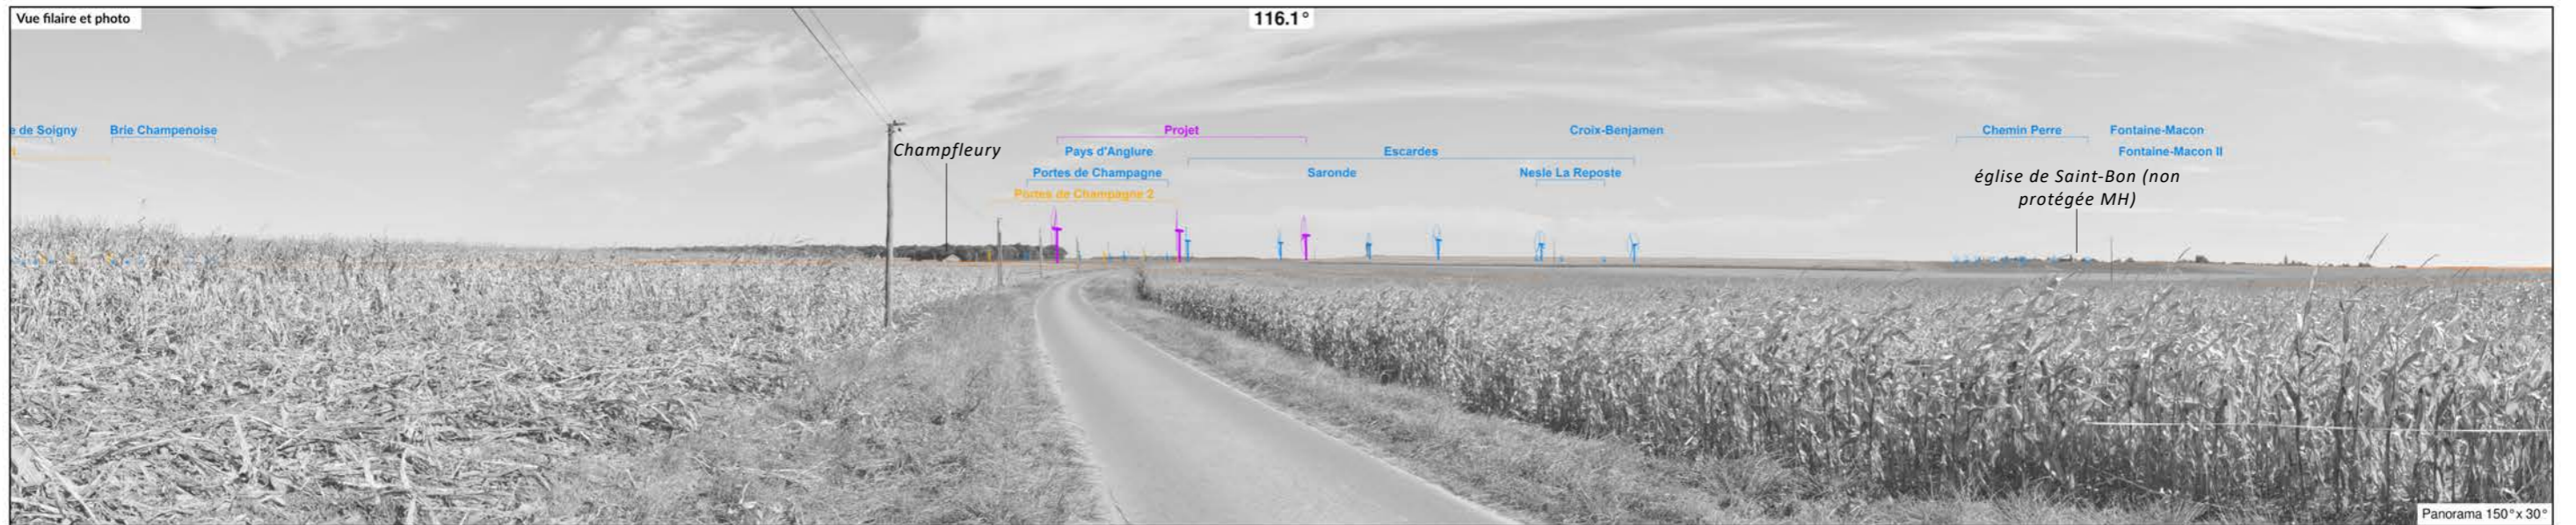 Vue filaire et photo
116.1°
e de Soigny
Brie Champenoise
Projet
Croix-Benjamen
Chemin Perre
Fontaine-Macon
Champfleury
Pays d'Anglure
Escardes
Fontaine-Macon II
Portes de Champagne
Saronde
Nesle La Reposte
église de Saint-Bon (non
protégée MH)
Portes de Champagne 2
Panorama 150°x 30°